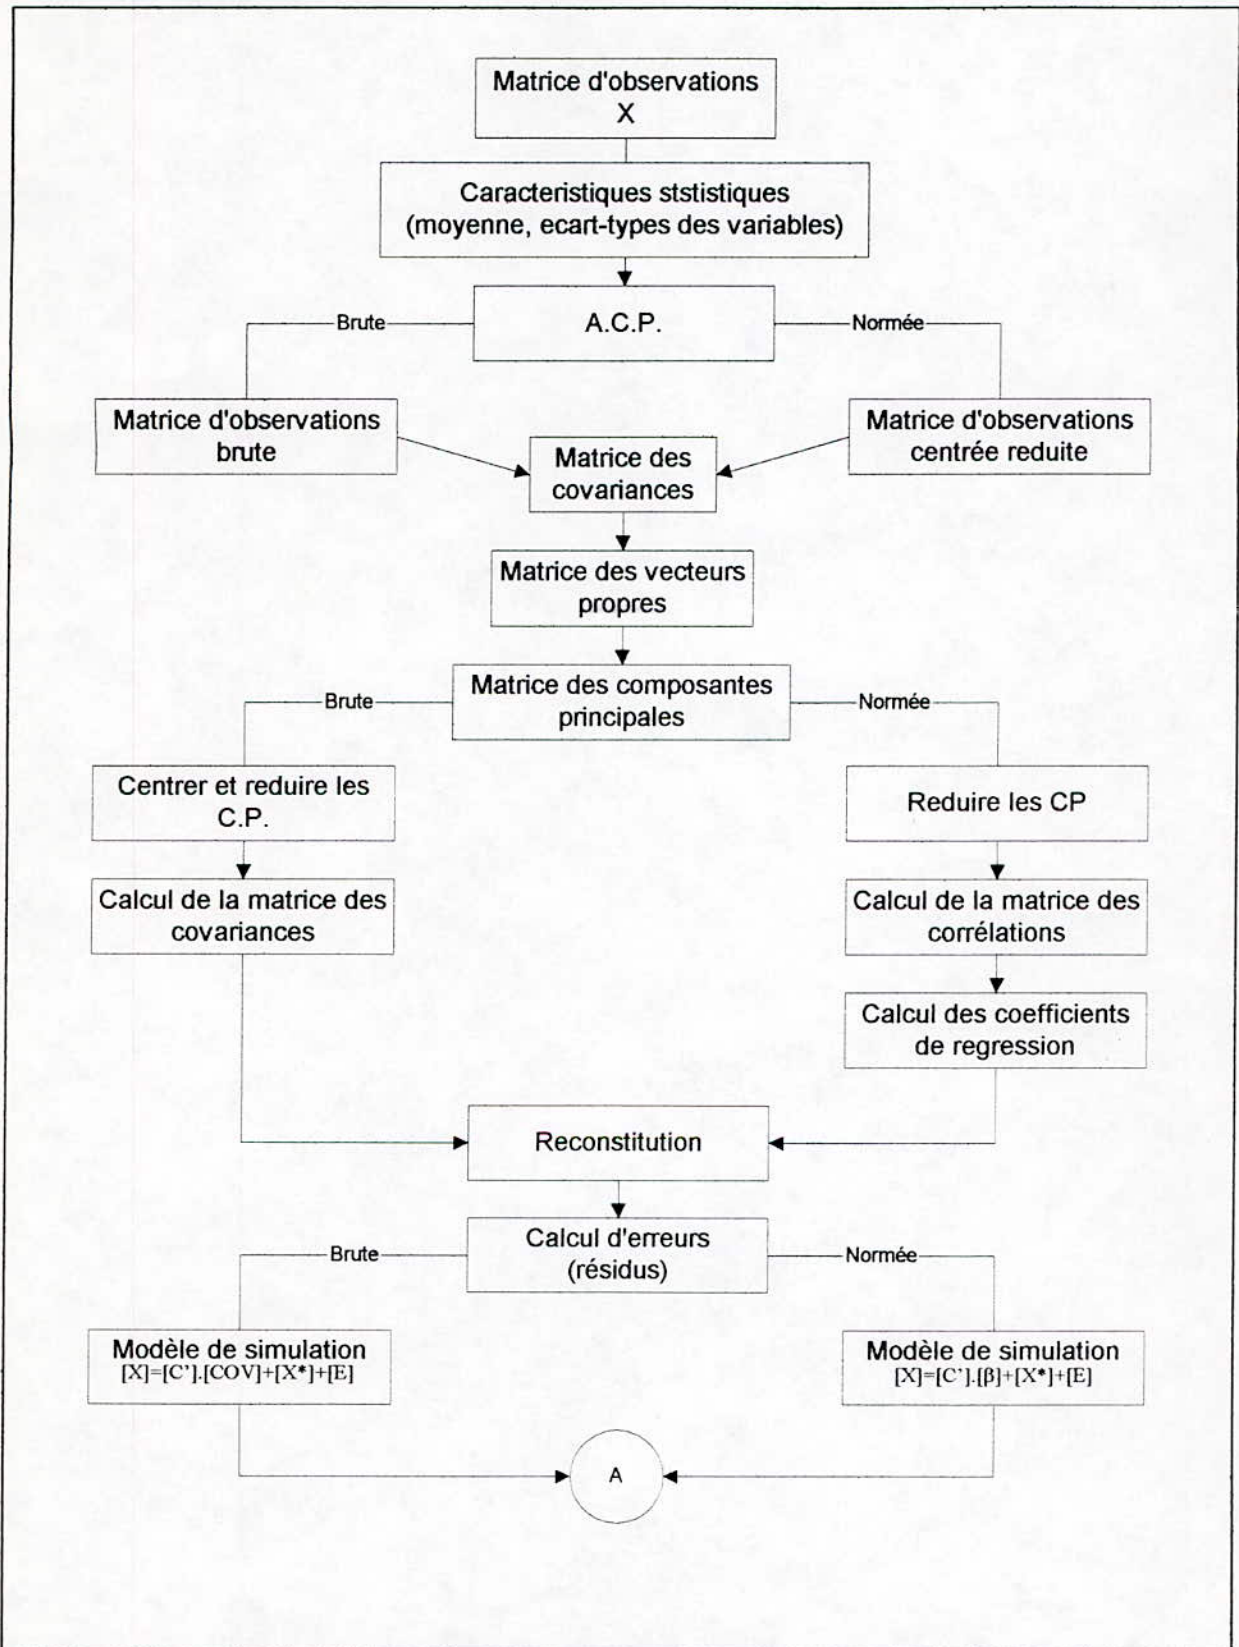 Matrice d'observations
X
Caracteristiques ststistiques
(moyenne, ecart-types des variables)
A.C.P.
Brute
Normée
Matrice d'observations
brute
Matrice d'observations
centrée reduite
Matrice des
covariances
Matrice des vecteurs
propres
Matrice des composantes
principales
Brute
Normée
Centrer et reduire les
C.P.
Reduire les CP
Calcul de la matrice des
covariances
Calcul de la matrice des
corrélations
Calcul des coefficients
de regression
Reconstitution
Calcul d'erreurs
(résidus)
Brute
Normée
Modèle de simulation
[X]=[C'].[COV]+[X*]+[E]
Modèle de simulation
[X]=[C'].[β]+[X*]+[E]
A